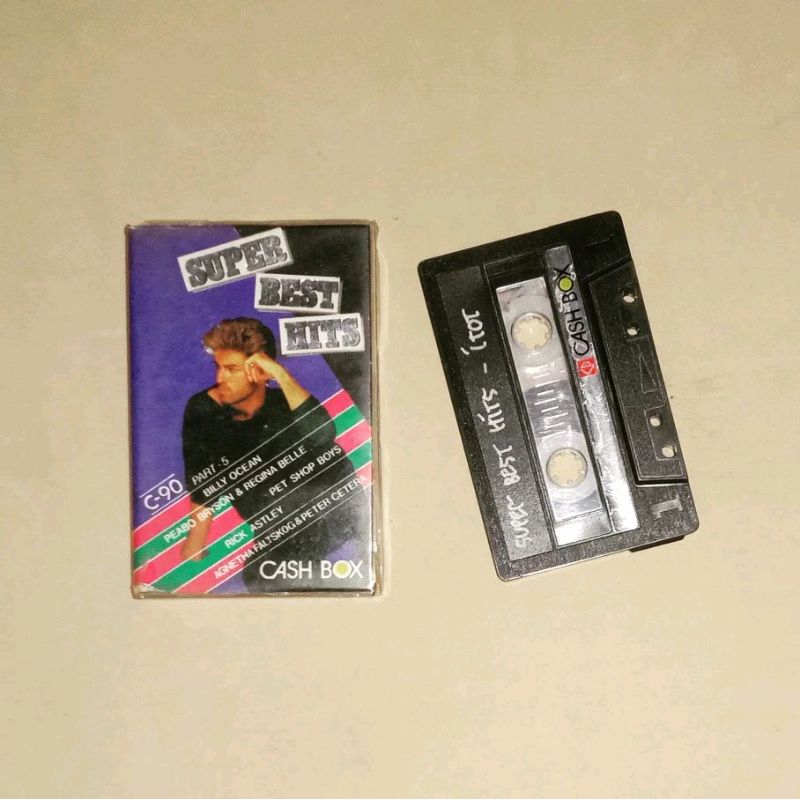 SUPER
BEST
HITS
C-90 PART-5
BILLY OCEAN
PEABO BRYSON & REGINA BELLE
PET SHOP BOYS
RICK ASTLEY
AGNETHA FALTSKOG & PETER CETERA
CASH BOX
SUPER BEST HITS -
CASH BOX
1